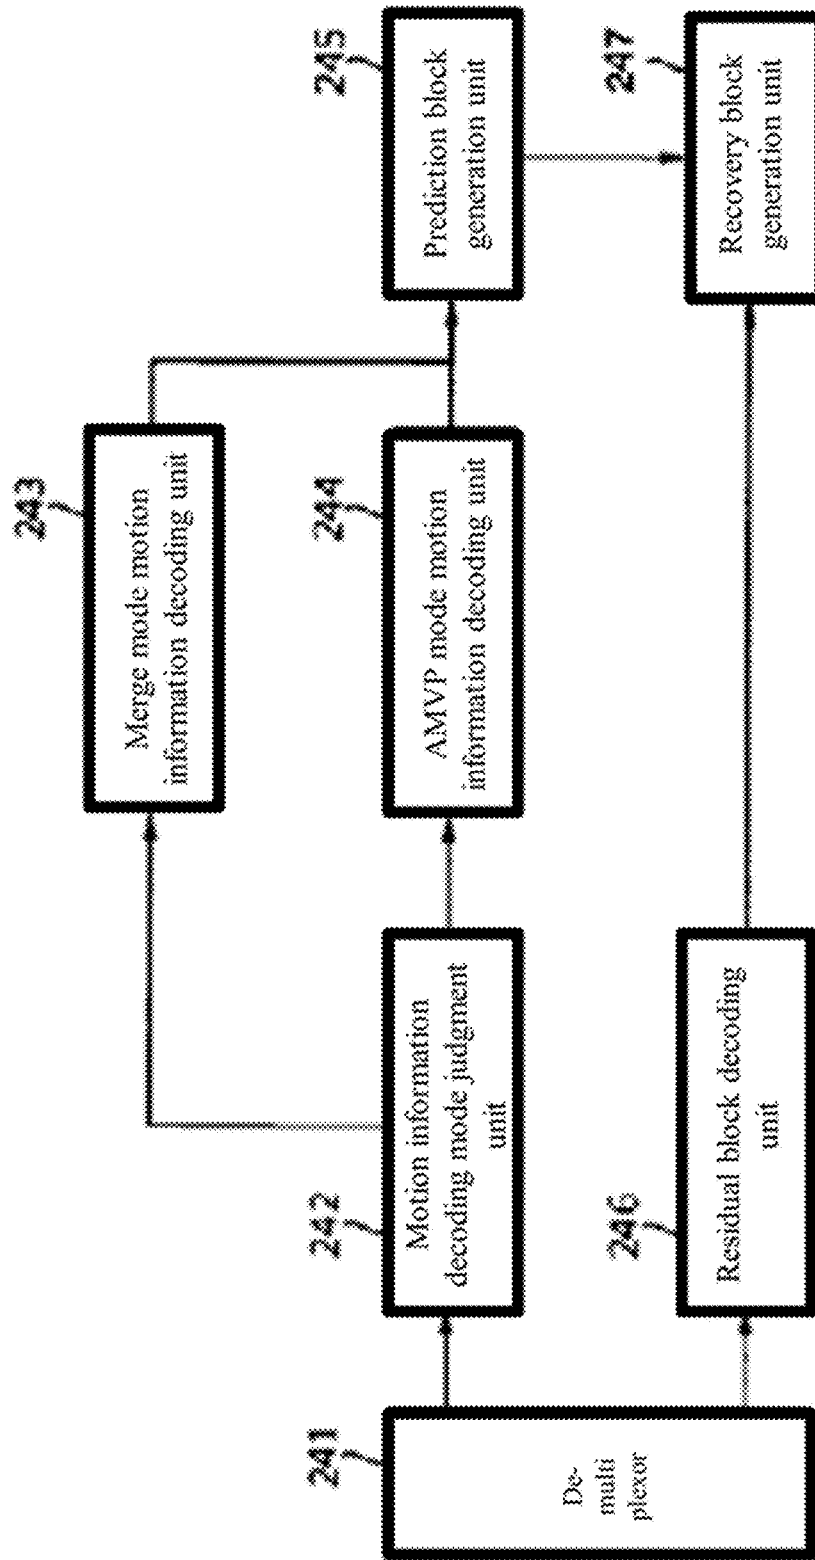 241
De-
multi
plexor
242
Motion information
decoding mode judgment
unit
243
Merge mode motion
information decoding unit
244
AMVP mode motion
information decoding unit
245
Prediction block
generation unit
246
Residual block decoding
unit
247
Recovery block
generation unit